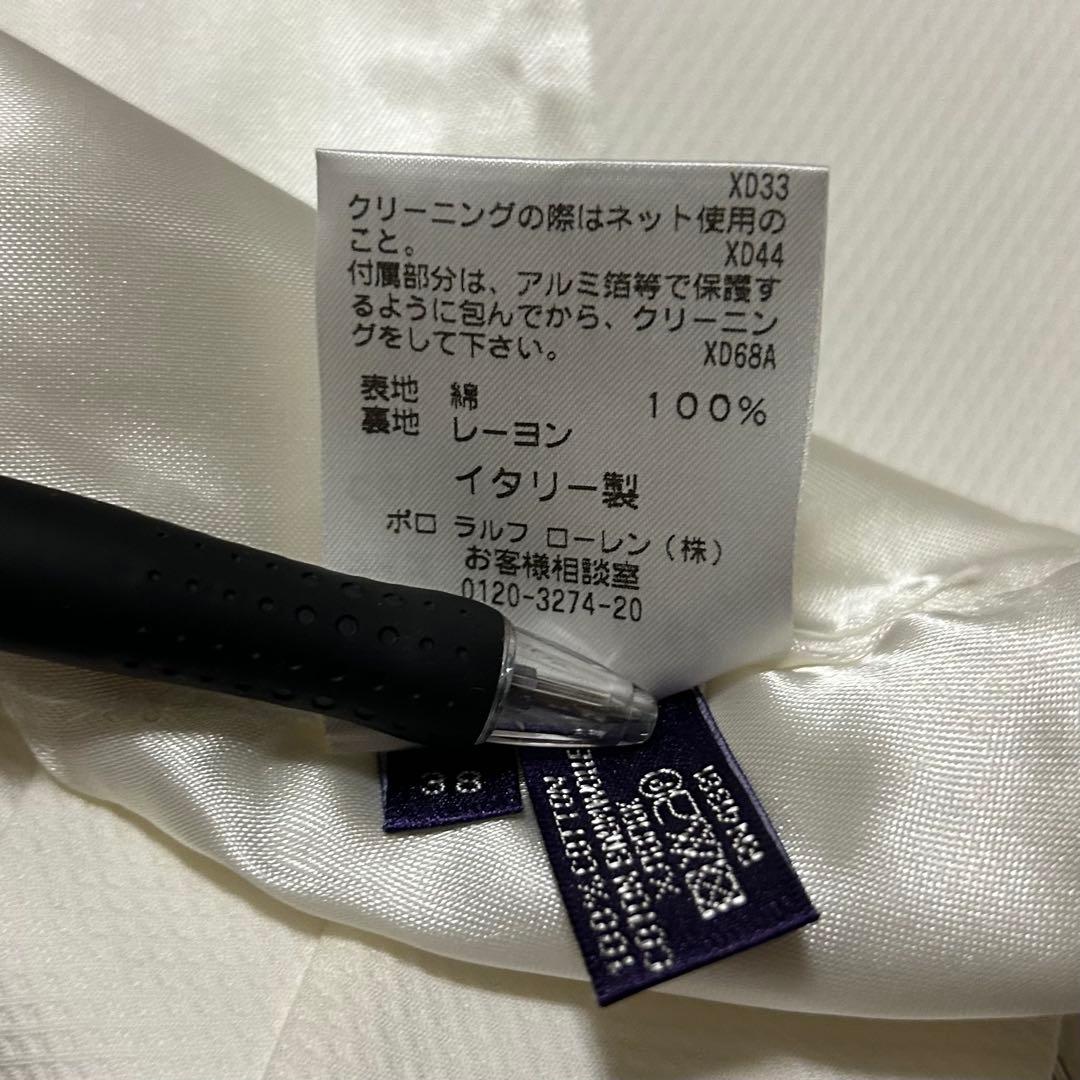 XD33
クリーニングの際はネット使用の
こと。 XD44
付属部分は、アルミ箔等で保護す
るように包んでから、クリーニン
グをして下さい。 XD68A
表地 綿 100%
裏地 レーヨン
イタリー製
ポロ ラルフ ローレン(株)
お客様相談室
0120-3274-20
38
100% COTTON